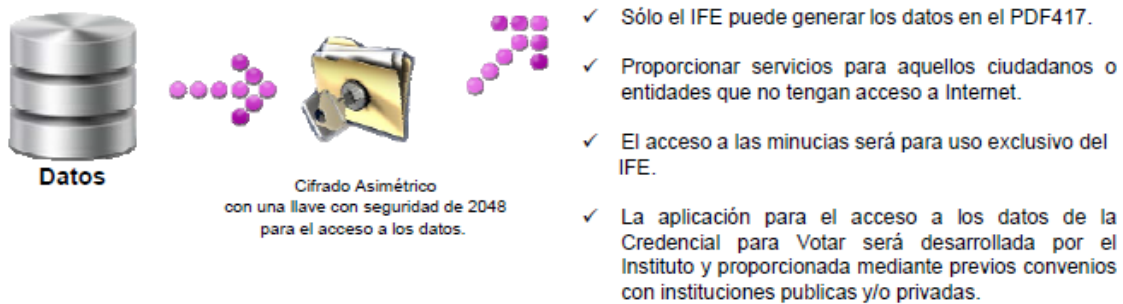 Datos
Cifrado Asimétrico
con una llave con seguridad de 2048
para el acceso a los datos.
✓ Sólo el IFE puede generar los datos en el PDF417.
✓ Proporcionar servicios para aquellos ciudadanos o
entidades que no tengan acceso a Internet.
✓ El acceso a las minucias será para uso exclusivo del
IFE.
✓ La aplicación para el acceso a los datos de la
Credencial para Votar será desarrollada por el
Instituto y proporcionada mediante previos convenios
con instituciones publicas y/o privadas.